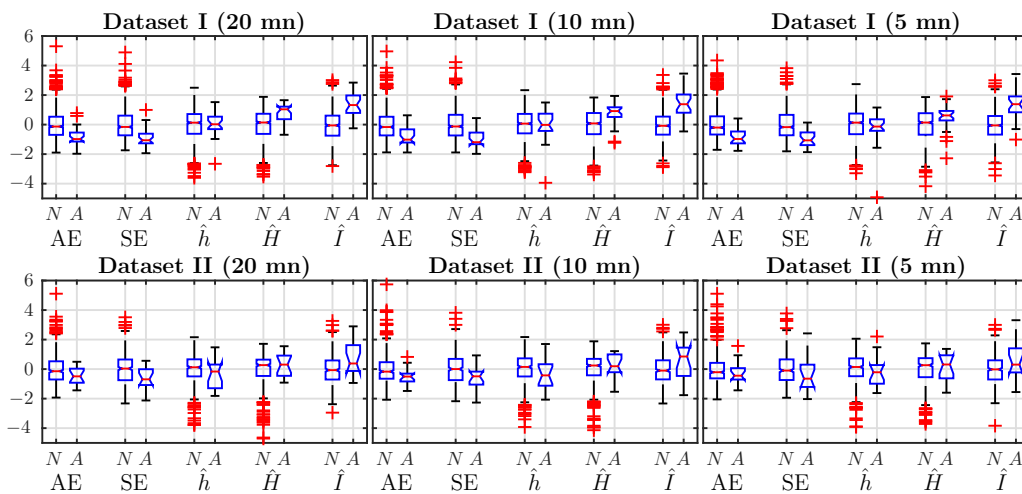 Dataset I (20 mn) Dataset I (10 mn) Dataset I (5 mn)
6
4
2
0
−2
−4
N A N A N A N A N A N A N A N A N A N A N A N A N A N A N A
AE SE ĥ Ĥ Î AE SE ĥ Ĥ Î AE SE ĥ Ĥ Î
Dataset II (20 mn) Dataset II (10 mn) Dataset II (5 mn)
6
4
2
0
−2
−4
N A N A N A N A N A N A N A N A N A N A N A N A N A N A N A
AE SE ĥ Ĥ Î AE SE ĥ Ĥ Î AE SE ĥ Ĥ Î